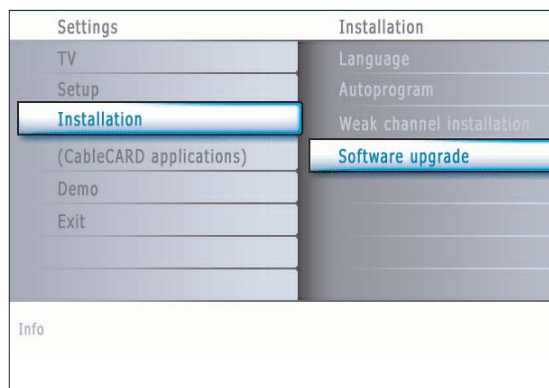 Settings
TV
Setup
Installation
(CableCARD applications)
Demo
Exit
Installation
Language
Autoprogram
Weak channel installation
Software upgrade
Info